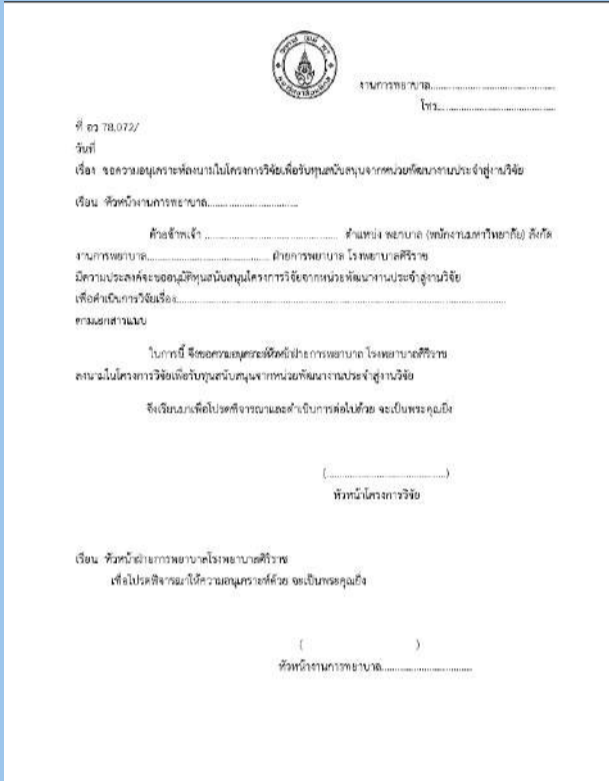 งานการพยาบาล.......................................................
โทร....................................................
ที่ อว 78.072/
วันที่
เรื่อง ขอความอนุเคราะห์ลงนามในโครงการวิจัยเพื่อรับทุนสนับสนุนจากหน่วยพัฒนางานประจำสู่งานวิจัย
เรียน หัวหน้างานการพยาบาล.......................................
ด้วยข้าพเจ้า .......................................................... ตำแหน่ง พยาบาล (พนักงานมหาวิทยาลัย) สังกัด
งานการพยาบาล...................................................... ฝ่ายการพยาบาล โรงพยาบาลศิริราช
มีความประสงค์จะขออนุมัติทุนสนับสนุนโครงการวิจัยจากหน่วยพัฒนางานประจำสู่งานวิจัย
เพื่อดำเนินการวิจัยเรื่อง................................................................................................................................................
ตามเอกสารแนบ
ในการนี้ จึงขอความอนุเคราะห์หัวหน้าฝ่ายการพยาบาล โรงพยาบาลศิริราช
ลงนามในโครงการวิจัยเพื่อรับทุนสนับสนุนจากหน่วยพัฒนางานประจำสู่งานวิจัย
จึงเรียนมาเพื่อโปรดพิจารณาและดำเนินการต่อไปด้วย จะเป็นพระคุณยิ่ง
(....................................................)
หัวหน้าโครงการวิจัย
เรียน หัวหน้าฝ่ายการพยาบาลโรงพยาบาลศิริราช
เพื่อโปรดพิจารณาให้ความอนุเคราะห์ด้วย จะเป็นพระคุณยิ่ง
( )
หัวหน้างานการพยาบาล.......................................